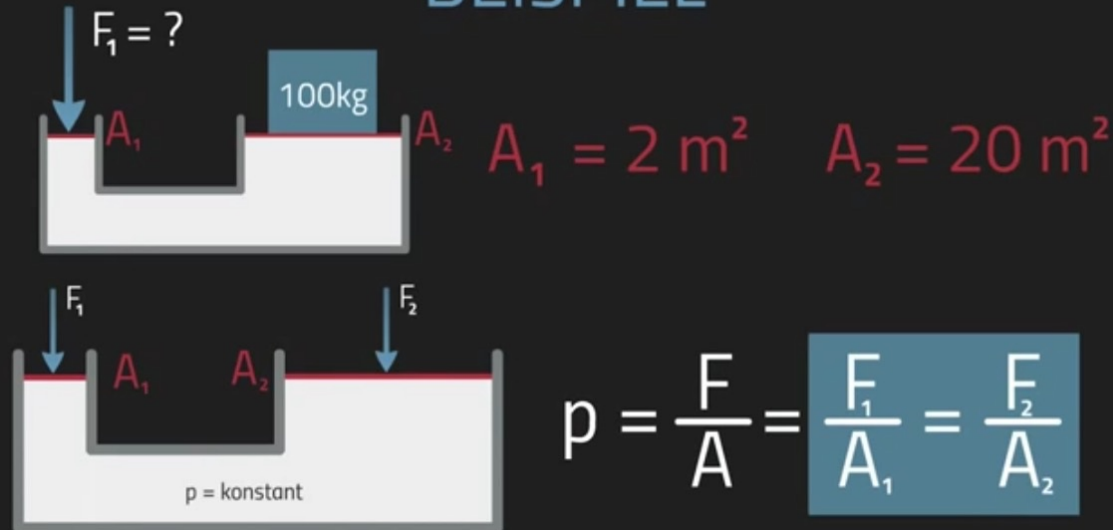 BEISPIEL
F₁ = ?
100kg
A₁
A₂
A₁ = 2 m²
A₂ = 20 m²
F₁
F₂
A₁
A₂
p = F/A = F₁/A₁ = F₂/A₂
p = konstant